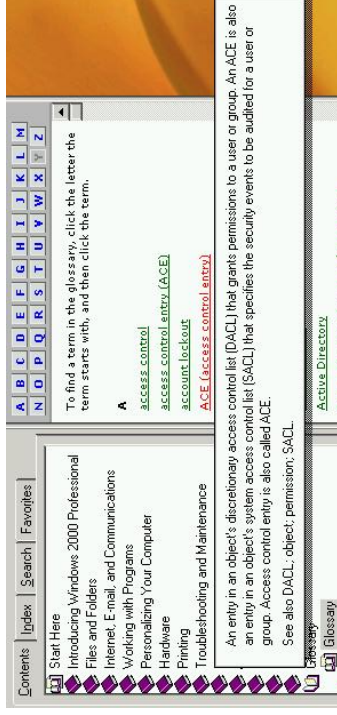 Contents Index Search Favorites
Start Here
Introducing Windows 2000 Professional
Files and Folders
Internet, E-mail, and Communications
Working with Programs
Personalizing Your Computer
Hardware
Printing
Troubleshooting and Maintenance
Glossary
Glossary
A B C D E F G H I J K L M
N O P Q R S T U V W X Y Z
To find a term in the glossary, click the letter the
term starts with, and then click the term.
A
access control
access control entry (ACE)
account lockout
ACE (access control entry)
An entry in an object's discretionary access control list (DACL) that grants permissions to a user or group. An ACE is also
an entry in an object's system access control list (SACL) that specifies the security events to be audited for a user or
group. Access control entry is also called ACE.
See also DACL; object; permission; SACL.
Active Directory